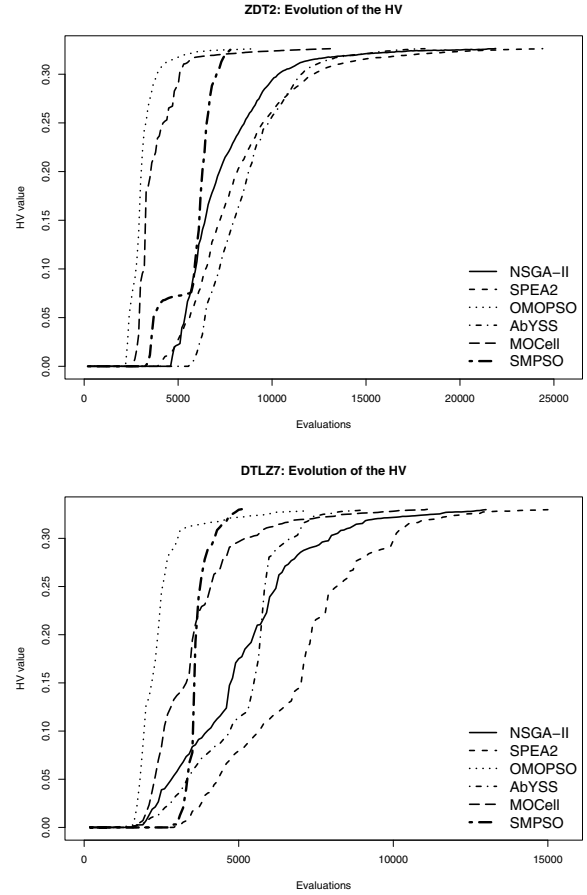 ZDT2: Evolution of the HV
HV value
0.30
0.25
0.20
0.15
0.10
0.05
0.00
NSGA−II
SPEA2
OMOPSO
AbYSS
MOCell
SMPSO
0 5000 10000 15000 20000 25000
Evaluations
DTLZ7: Evolution of the HV
HV value
0.30
0.25
0.20
0.15
0.10
0.05
0.00
NSGA−II
SPEA2
OMOPSO
AbYSS
MOCell
SMPSO
0 5000 10000 15000
Evaluations